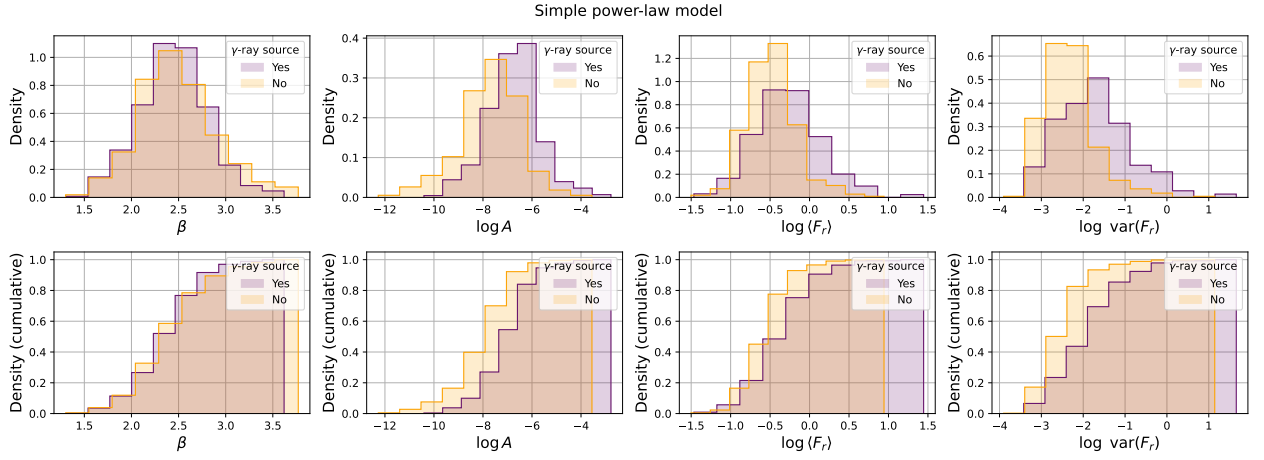 Simple power-law model
Density
1.0
0.8
0.6
0.4
0.2
0.0
1.5 2.0 2.5 3.0 3.5
β
γ-ray source
Yes
No
Density
0.4
0.3
0.2
0.1
0.0
−12 −10 −8 −6 −4
log A
γ-ray source
Yes
No
Density
1.2
1.0
0.8
0.6
0.4
0.2
0.0
−1.5 −1.0 −0.5 0.0 0.5 1.0 1.5
log ⟨Fᵣ⟩
γ-ray source
Yes
No
Density
0.6
0.5
0.4
0.3
0.2
0.1
0.0
−4 −3 −2 −1 0 1
log var(Fᵣ)
γ-ray source
Yes
No
Density (cumulative)
1.0
0.8
0.6
0.4
0.2
0.0
1.5 2.0 2.5 3.0 3.5
β
γ-ray source
Yes
No
Density (cumulative)
1.0
0.8
0.6
0.4
0.2
0.0
−12 −10 −8 −6 −4
log A
γ-ray source
Yes
No
Density (cumulative)
1.0
0.8
0.6
0.4
0.2
0.0
−1.5 −1.0 −0.5 0.0 0.5 1.0 1.5
log ⟨Fᵣ⟩
γ-ray source
Yes
No
Density (cumulative)
1.0
0.8
0.6
0.4
0.2
0.0
−4 −3 −2 −1 0 1
log var(Fᵣ)
γ-ray source
Yes
No